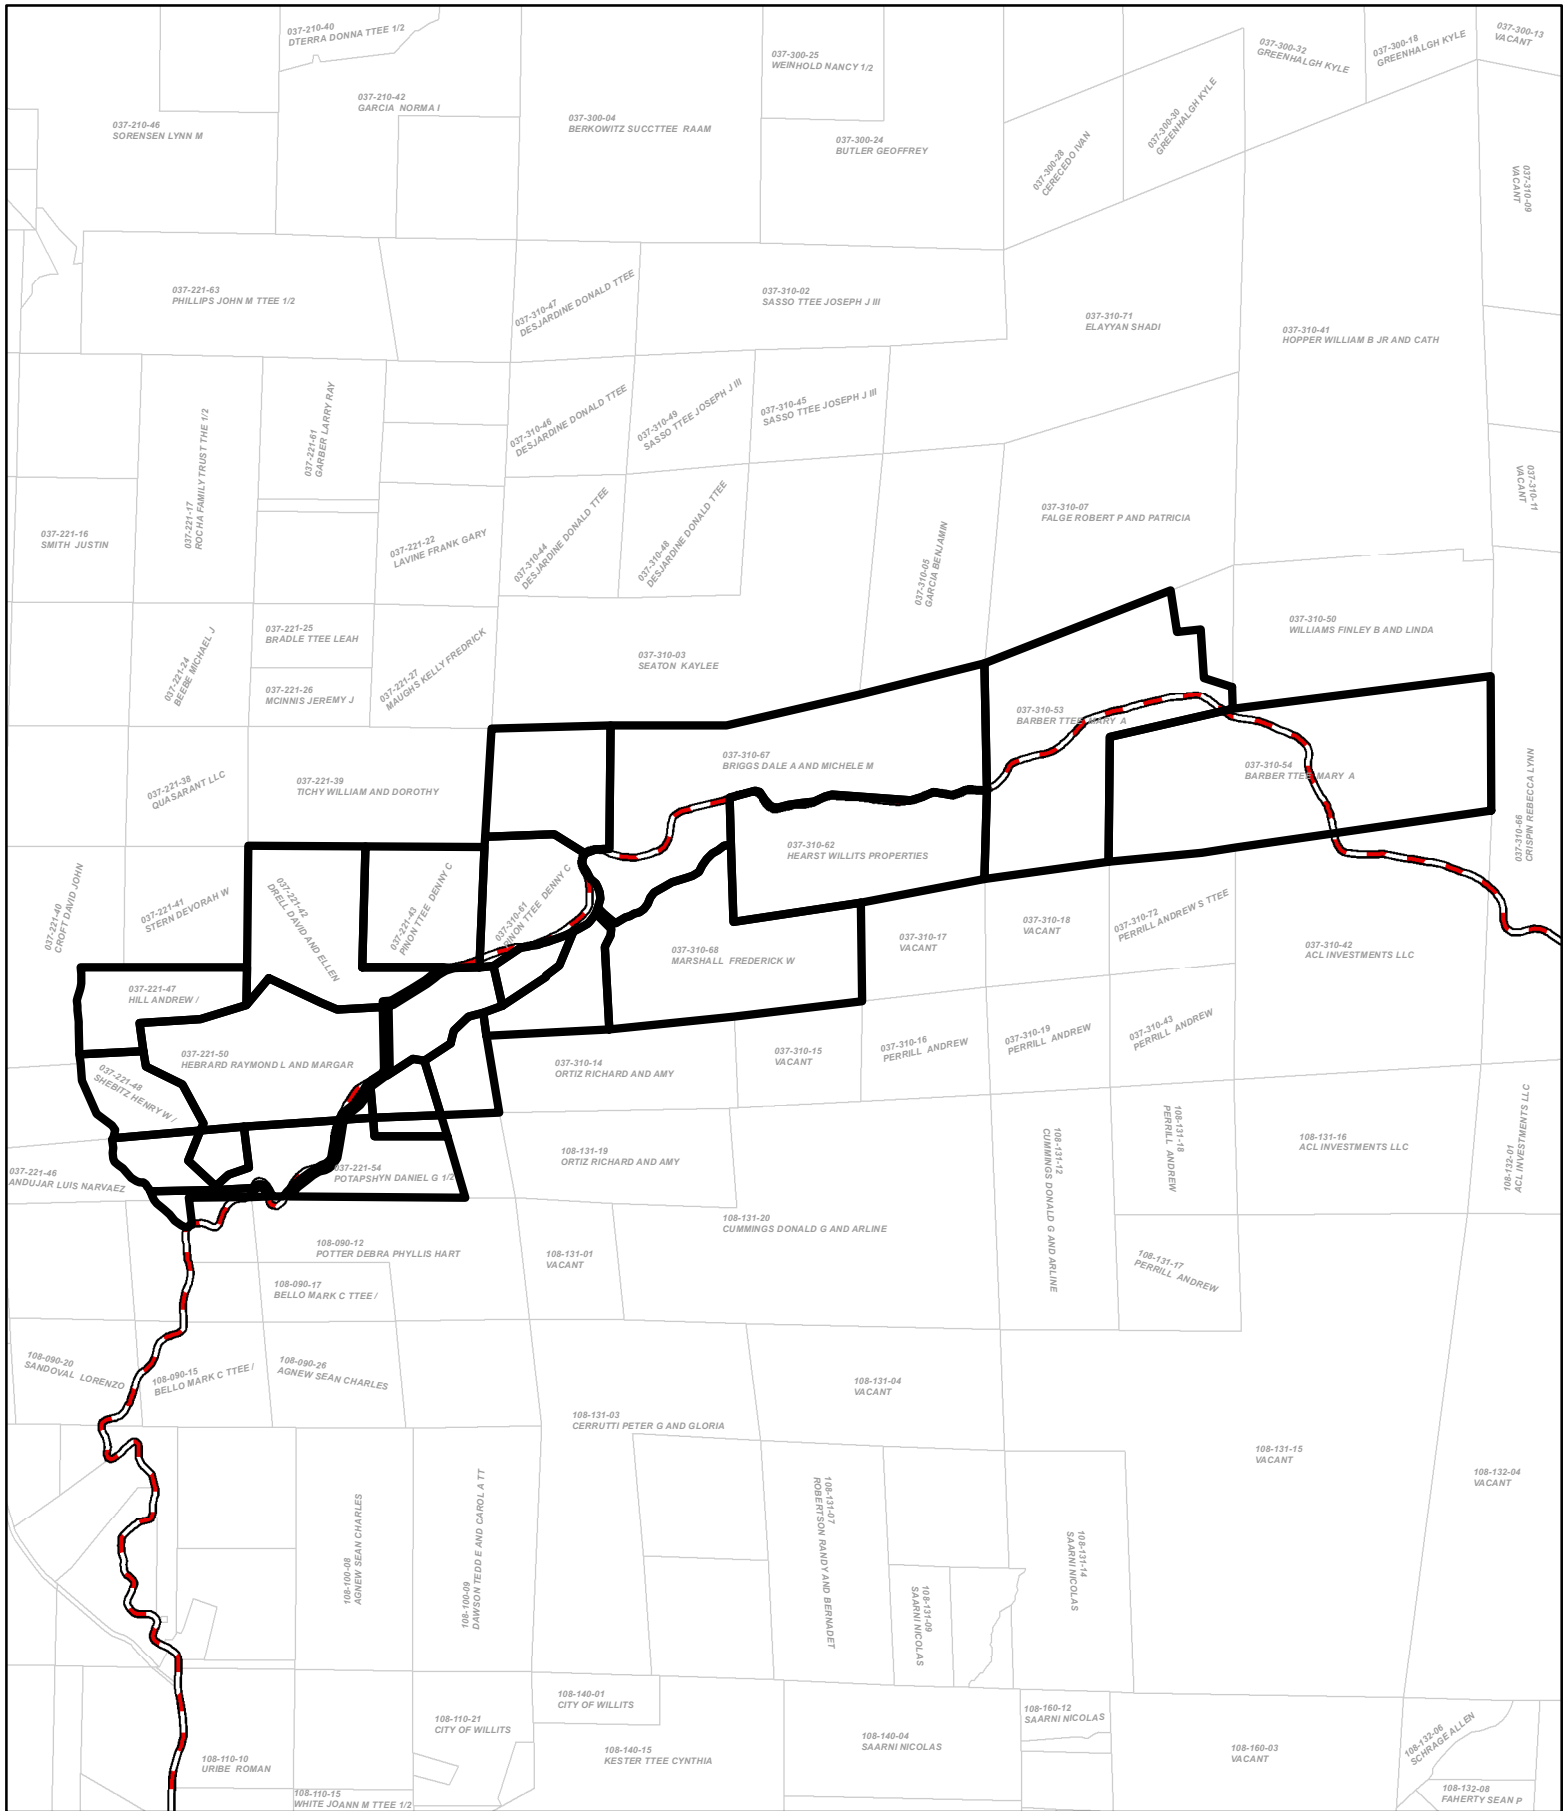 037-210-40
DTERRA DONNA TTEE 1/2
037-300-25
WEINHOLD NANCY 1/2
037-300-32
GREENHALGH KYLE
037-300-18
GREENHALGH KYLE
037-300-13
VACANT
037-210-42
GARCIA NORMA I
037-210-46
SORENSEN LYNN M
037-300-04
BERKOWITZ SUCCTTEE RAAM
037-300-24
BUTLER GEOFFREY
037-300-28
CERECEDO IVAN
037-300-30
GREENHALGH KYLE
037-310-09
VACANT
037-221-63
PHILLIPS JOHN M TTEE 1/2
037-310-47
DESJARDINE DONALD TTEE
037-310-02
SASSO TTEE JOSEPH J III
037-310-71
ELAYYAN SHADI
037-310-41
HOPPER WILLIAM B JR AND CATH
037-221-17
ROCHA FAMILY TRUST THE 1/2
037-221-61
GARBER LARRY RAY
037-310-46
DESJARDINE DONALD TTEE
037-310-49
SASSO TTEE JOSEPH J III
037-310-45
SASSO TTEE JOSEPH J III
037-310-11
VACANT
037-221-16
SMITH JUSTIN
037-221-22
LAVINE FRANK GARY
037-310-44
DESJARDINE DONALD TTEE
037-310-48
DESJARDINE DONALD TTEE
037-310-05
GARCIA BENJAMIN
037-310-07
FALGE ROBERT P AND PATRICIA
037-221-24
BEEBE MICHAEL J
037-221-25
BRADLE TTEE LEAH
037-221-26
MCINNIS JEREMY J
037-221-27
MAUGHS KELLY FREDRICK
037-310-03
SEATON KAYLEE
037-310-50
WILLIAMS FINLEY B AND LINDA
037-310-53
BARBER TTEE MARY A
037-221-38
QUASARANT LLC
037-221-39
TICHY WILLIAM AND DOROTHY
037-310-67
BRIGGS DALE A AND MICHELE M
037-310-54
BARBER TTEE MARY A
037-310-66
CRISPIN REBECCA LYNN
037-221-40
CROFT DAVID JOHN
037-221-41
STERN DEVORAH W
037-221-42
DRELL DAVID AND ELLEN
037-221-43
PINON TTEE DENNY C
037-310-61
PINON TTEE DENNY C
037-310-62
HEARST WILLITS PROPERTIES
037-310-68
MARSHALL FREDERICK W
037-310-17
VACANT
037-310-18
VACANT
037-310-72
PERRILL ANDREW S TTEE
037-310-42
ACL INVESTMENTS LLC
037-221-47
HILL ANDREW /
037-221-50
HEBRARD RAYMOND L AND MARGAR
037-221-48
SHEBITZ HENRY W /
037-310-14
ORTIZ RICHARD AND AMY
037-310-15
VACANT
037-310-16
PERRILL ANDREW
037-310-19
PERRILL ANDREW
037-310-43
PERRILL ANDREW
037-221-46
ANDUJAR LUIS NARVAEZ
037-221-54
POTAPSHYN DANIEL G 1/2
108-131-19
ORTIZ RICHARD AND AMY
108-131-12
CUMMINGS DONALD G AND ARLINE
108-131-18
PERRILL ANDREW
108-131-16
ACL INVESTMENTS LLC
108-132-01
ACL INVESTMENTS LLC
108-090-12
POTTER DEBRA PHYLLIS HART
108-131-01
VACANT
108-131-20
CUMMINGS DONALD G AND ARLINE
108-131-17
PERRILL ANDREW
108-090-17
BELLO MARK C TTEE /
108-090-20
SANDOVAL LORENZO
108-090-15
BELLO MARK C TTEE /
108-090-26
AGNEW SEAN CHARLES
108-131-04
VACANT
108-131-03
CERRUTTI PETER G AND GLORIA
108-131-15
VACANT
108-132-04
VACANT
108-100-08
AGNEW SEAN CHARLES
108-100-09
DAWSON TEDD E AND CAROL A TT
108-131-07
ROBERTSON RANDY AND BERNADET
108-131-09
SAARNI NICOLAS
108-131-14
SAARNI NICOLAS
108-140-01
CITY OF WILLITS
108-110-21
CITY OF WILLITS
108-160-12
SAARNI NICOLAS
108-140-04
SAARNI NICOLAS
108-132-06
SCHRAGE ALLEN
108-110-10
URIBE ROMAN
108-140-15
KESTER TTEE CYNTHIA
108-160-03
VACANT
108-110-15
WHITE JOANN M TTEE 1/2
108-132-08
FAHERTY SEAN P